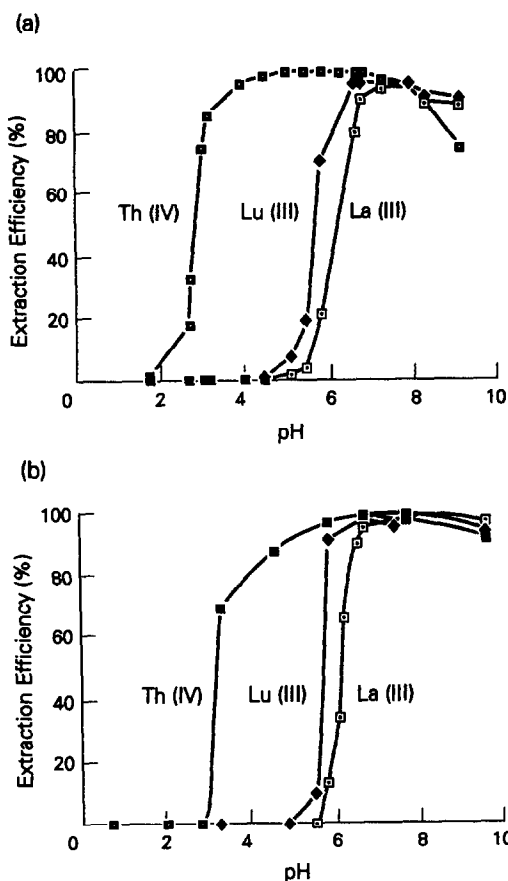 (a)
Extraction Efficiency (%)
100
80
60
40
20
Th (IV)
Lu (III)
La (III)
0 2 4 6 8 10
pH
(b)
Extraction Efficiency (%)
100
80
60
40
20
Th (IV)
Lu (III)
La (III)
0 2 4 6 8 10
pH